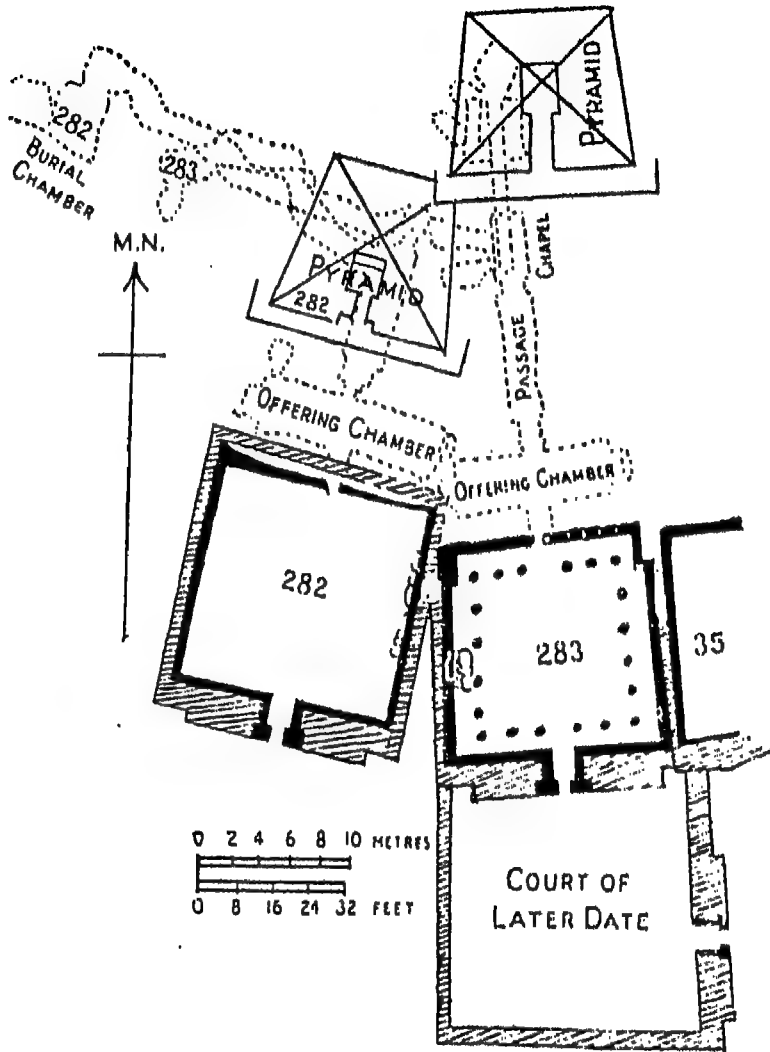 PYRAMID
282
BURIAL
CHAMBER
283
M.N.
PYRAMID
282
CHAPEL
PASSAGE
OFFERING CHAMBER
OFFERING CHAMBER
282
283
35
0 2 4 6 8 10 METRES
0 8 16 24 32 FEET
COURT OF
LATER DATE